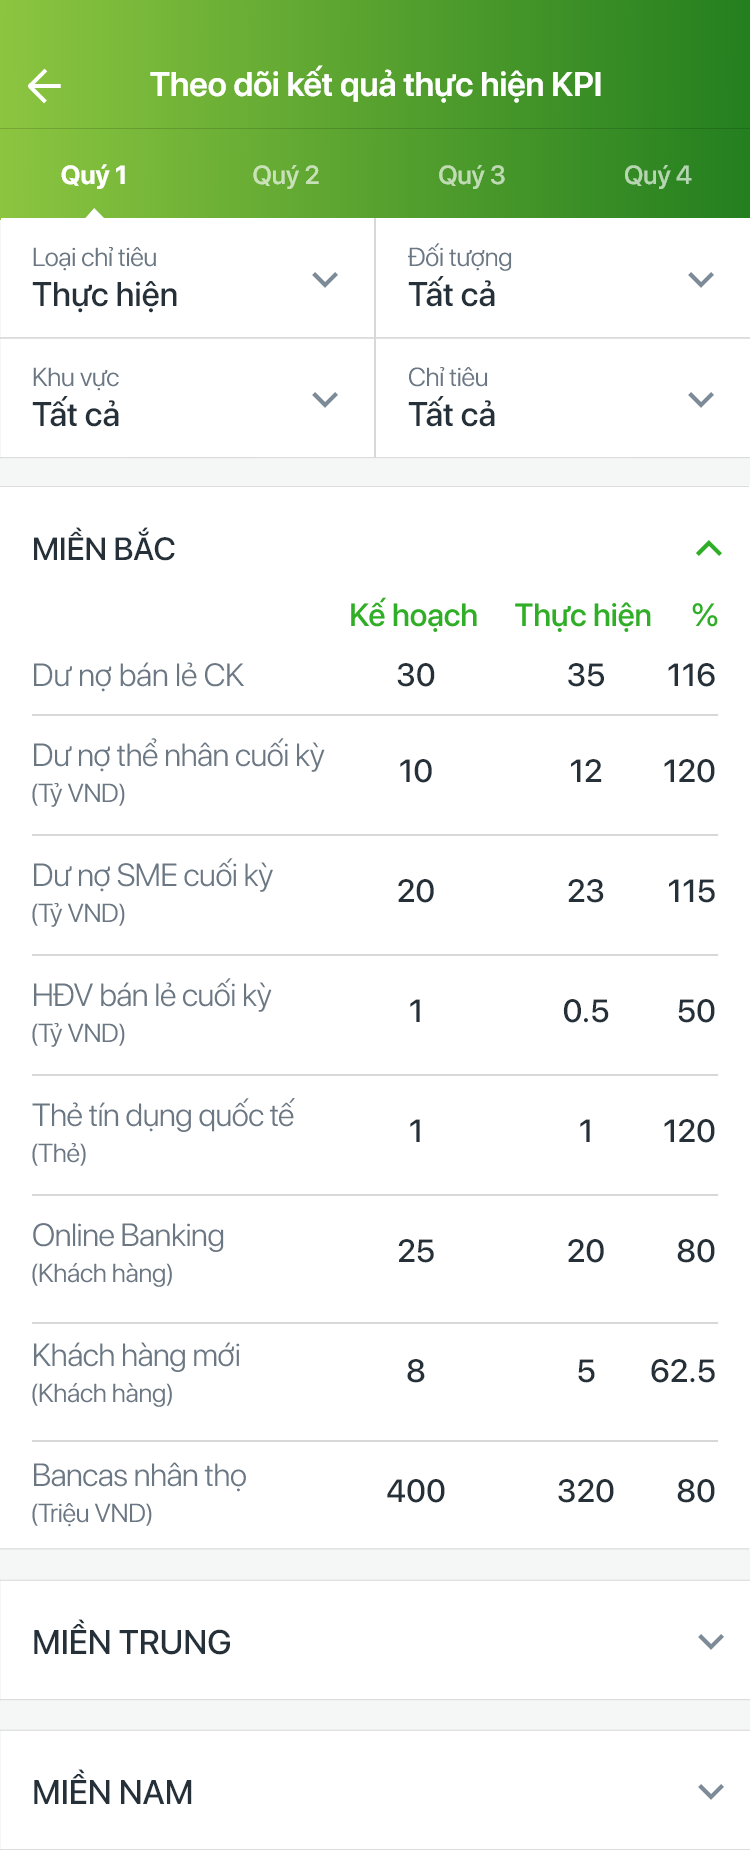 Theo dõi kết quả thực hiện KPI
Quý 1 Quý 2 Quý 3 Quý 4
Loại chỉ tiêu
Thực hiện
Đối tượng
Tất cả
Khu vực
Tất cả
Chỉ tiêu
Tất cả
MIỀN BẮC
Kế hoạch Thực hiện %
Dư nợ bán lẻ CK 30 35 116
Dư nợ thể nhân cuối kỳ 10 12 120
(Tỷ VND)
Dư nợ SME cuối kỳ 20 23 115
(Tỷ VND)
HĐV bán lẻ cuối kỳ 1 0.5 50
(Tỷ VND)
Thẻ tín dụng quốc tế 1 1 120
(Thẻ)
Online Banking 25 20 80
(Khách hàng)
Khách hàng mới 8 5 62.5
(Khách hàng)
Bancas nhân thọ 400 320 80
(Triệu VND)
MIỀN TRUNG
MIỀN NAM